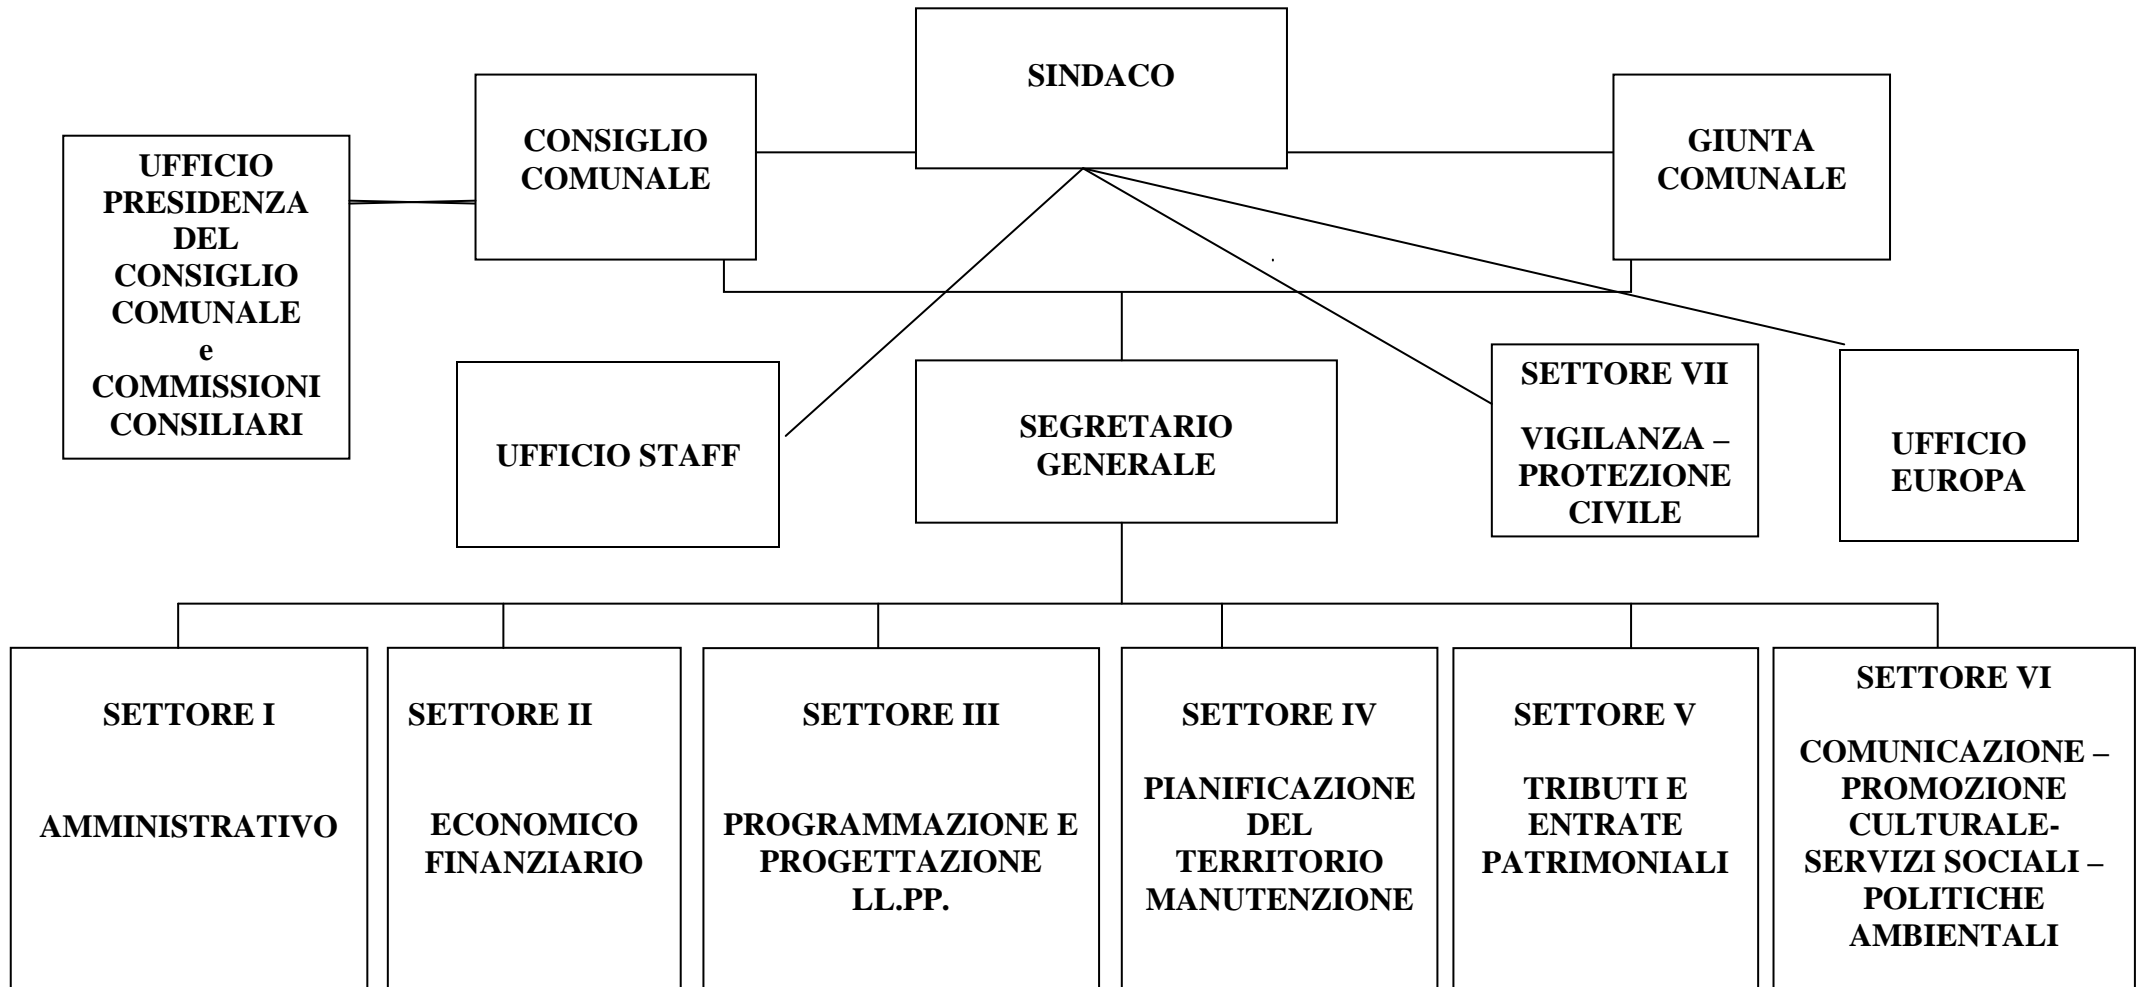 SINDACO
CONSIGLIO
COMUNALE
GIUNTA
COMUNALE
UFFICIO
PRESIDENZA
DEL
CONSIGLIO
COMUNALE
e
COMMISSIONI
CONSILIARI
UFFICIO STAFF
SEGRETARIO
GENERALE
SETTORE VII
VIGILANZA –
PROTEZIONE
CIVILE
UFFICIO
EUROPA
SETTORE I
AMMINISTRATIVO
SETTORE II
ECONOMICO
FINANZIARIO
SETTORE III
PROGRAMMAZIONE E
PROGETTAZIONE
LL.PP.
SETTORE IV
PIANIFICAZIONE
DEL
TERRITORIO
MANUTENZIONE
SETTORE V
TRIBUTI E
ENTRATE
PATRIMONIALI
SETTORE VI
COMUNICAZIONE –
PROMOZIONE
CULTURALE-
SERVIZI SOCIALI –
POLITICHE
AMBIENTALI